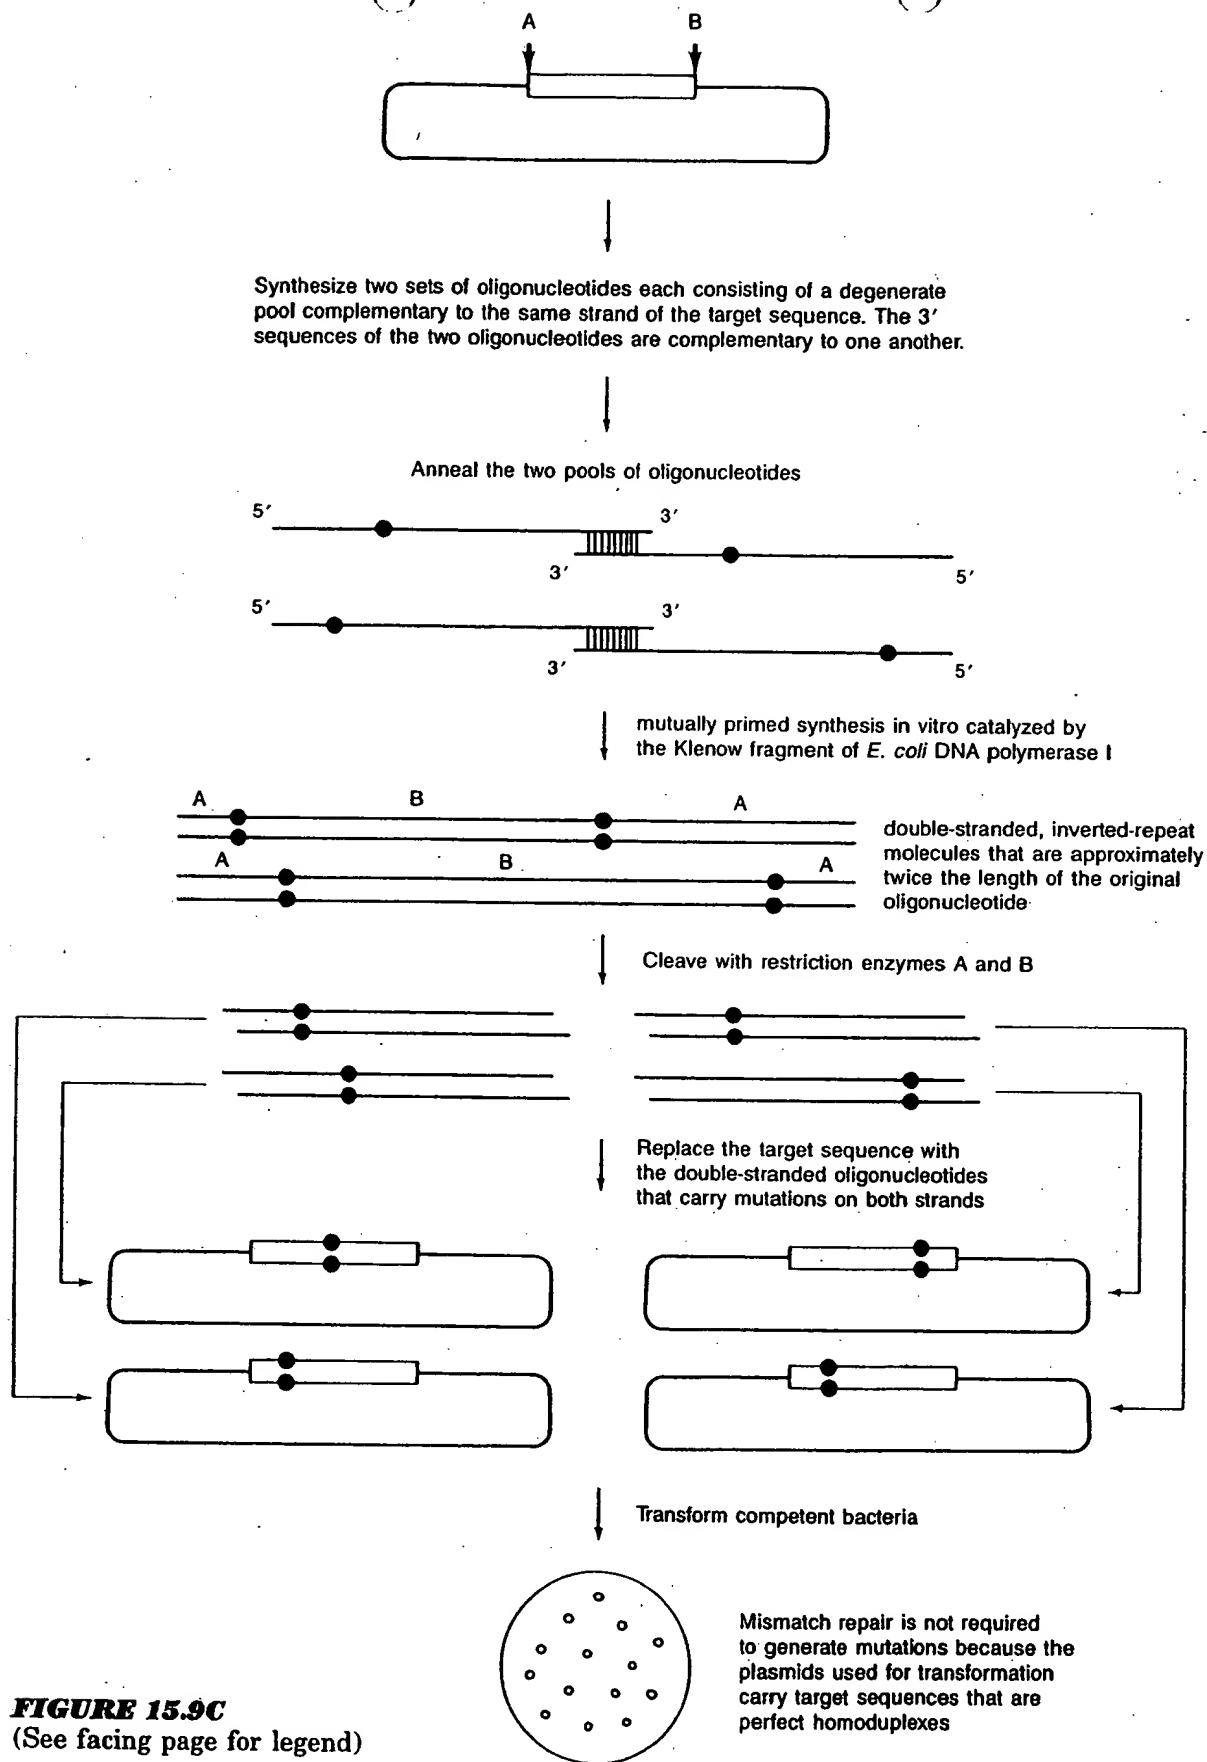 A B
Synthesize two sets of oligonucleotides each consisting of a degenerate
pool complementary to the same strand of the target sequence. The 3′
sequences of the two oligonucleotides are complementary to one another.
Anneal the two pools of oligonucleotides
5′ 3′
3′ 5′
5′ 3′
3′ 5′
mutually primed synthesis in vitro catalyzed by
the Klenow fragment of E. coli DNA polymerase I
A B A
A B A
double-stranded, inverted-repeat
molecules that are approximately
twice the length of the original
oligonucleotide
Cleave with restriction enzymes A and B
Replace the target sequence with
the double-stranded oligonucleotides
that carry mutations on both strands
Transform competent bacteria
Mismatch repair is not required
to generate mutations because the
plasmids used for transformation
carry target sequences that are
perfect homoduplexes
FIGURE 15.9C
(See facing page for legend)